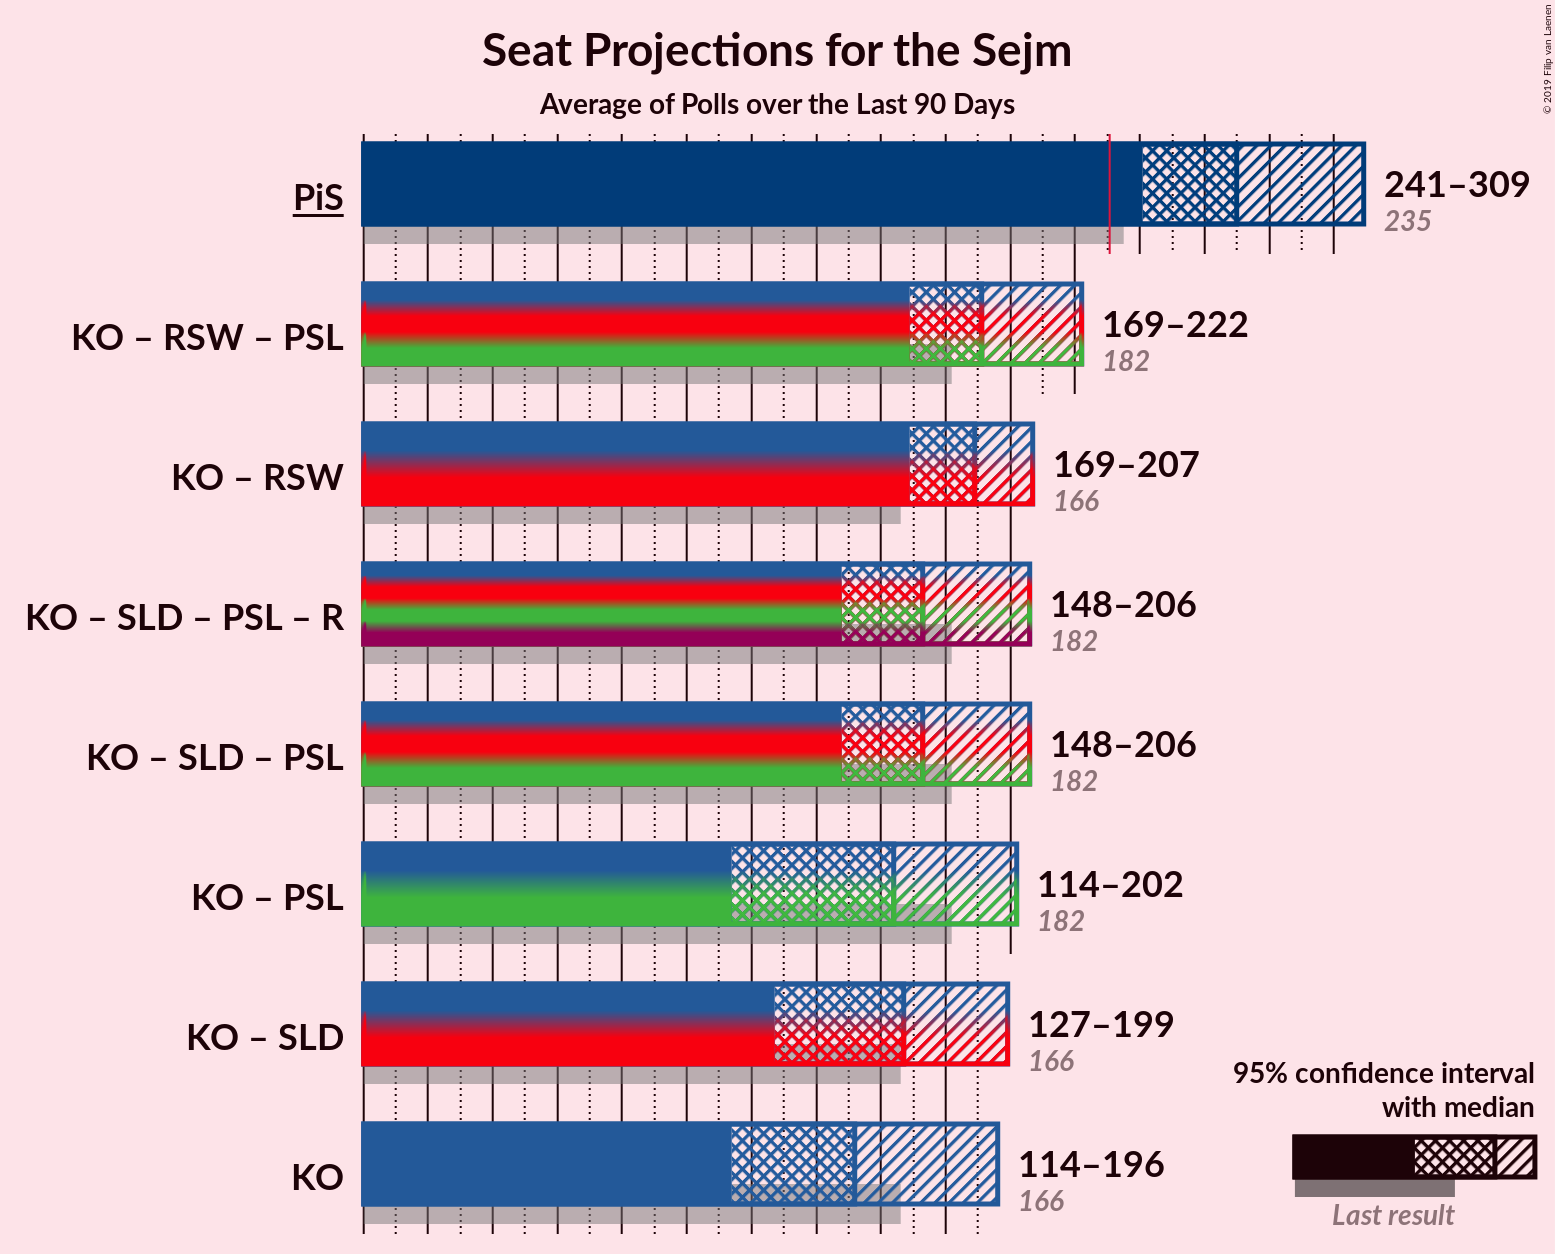 Seat Projections for the Sejm
Average of Polls over the Last 90 Days
© 2019 Filip van Laenen
PiS
241–309
235
KO – RSW – PSL
169–222
182
KO – RSW
169–207
166
KO – SLD – PSL – R
148–206
182
KO – SLD – PSL
148–206
182
KO – PSL
114–202
182
KO – SLD
127–199
166
KO
114–196
166
95% confidence interval
with median
Last result